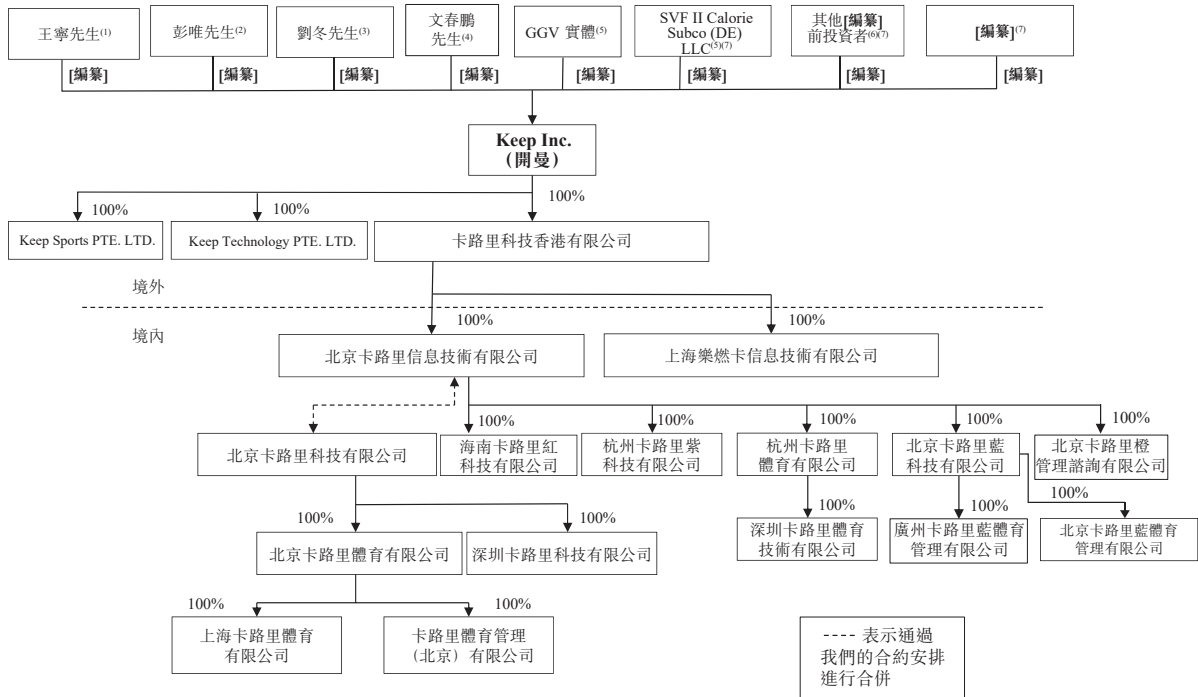 王寧先生(1)
彭唯先生(2)
劉冬先生(3)
文春鵬
先生(4)
GGV 實體(5)
SVF II Calorie
Subco (DE)
LLC(5)(7)
其他[編纂]
前投資者(6)(7)
[編纂](7)
[編纂]
[編纂]
[編纂]
[編纂]
[編纂]
[編纂]
[編纂]
[編纂]
Keep Inc.
(開曼)
100%
100%
100%
Keep Sports PTE. LTD.
Keep Technology PTE. LTD.
卡路里科技香港有限公司
境外
境內
100%
100%
北京卡路里信息技術有限公司
上海樂燃卡信息技術有限公司
100%
100%
100%
100%
100%
北京卡路里科技有限公司
海南卡路里紅
科技有限公司
杭州卡路里紫
科技有限公司
杭州卡路里
體育有限公司
北京卡路里藍
科技有限公司
北京卡路里橙
管理諮詢有限公司
100%
100%
100%
100%
100%
北京卡路里體育有限公司
深圳卡路里科技有限公司
深圳卡路里體育
技術有限公司
廣州卡路里藍體育
管理有限公司
北京卡路里藍體育
管理有限公司
100%
100%
上海卡路里體育
有限公司
卡路里體育管理
(北京) 有限公司
---- 表示通過
我們的合約安排
進行合併